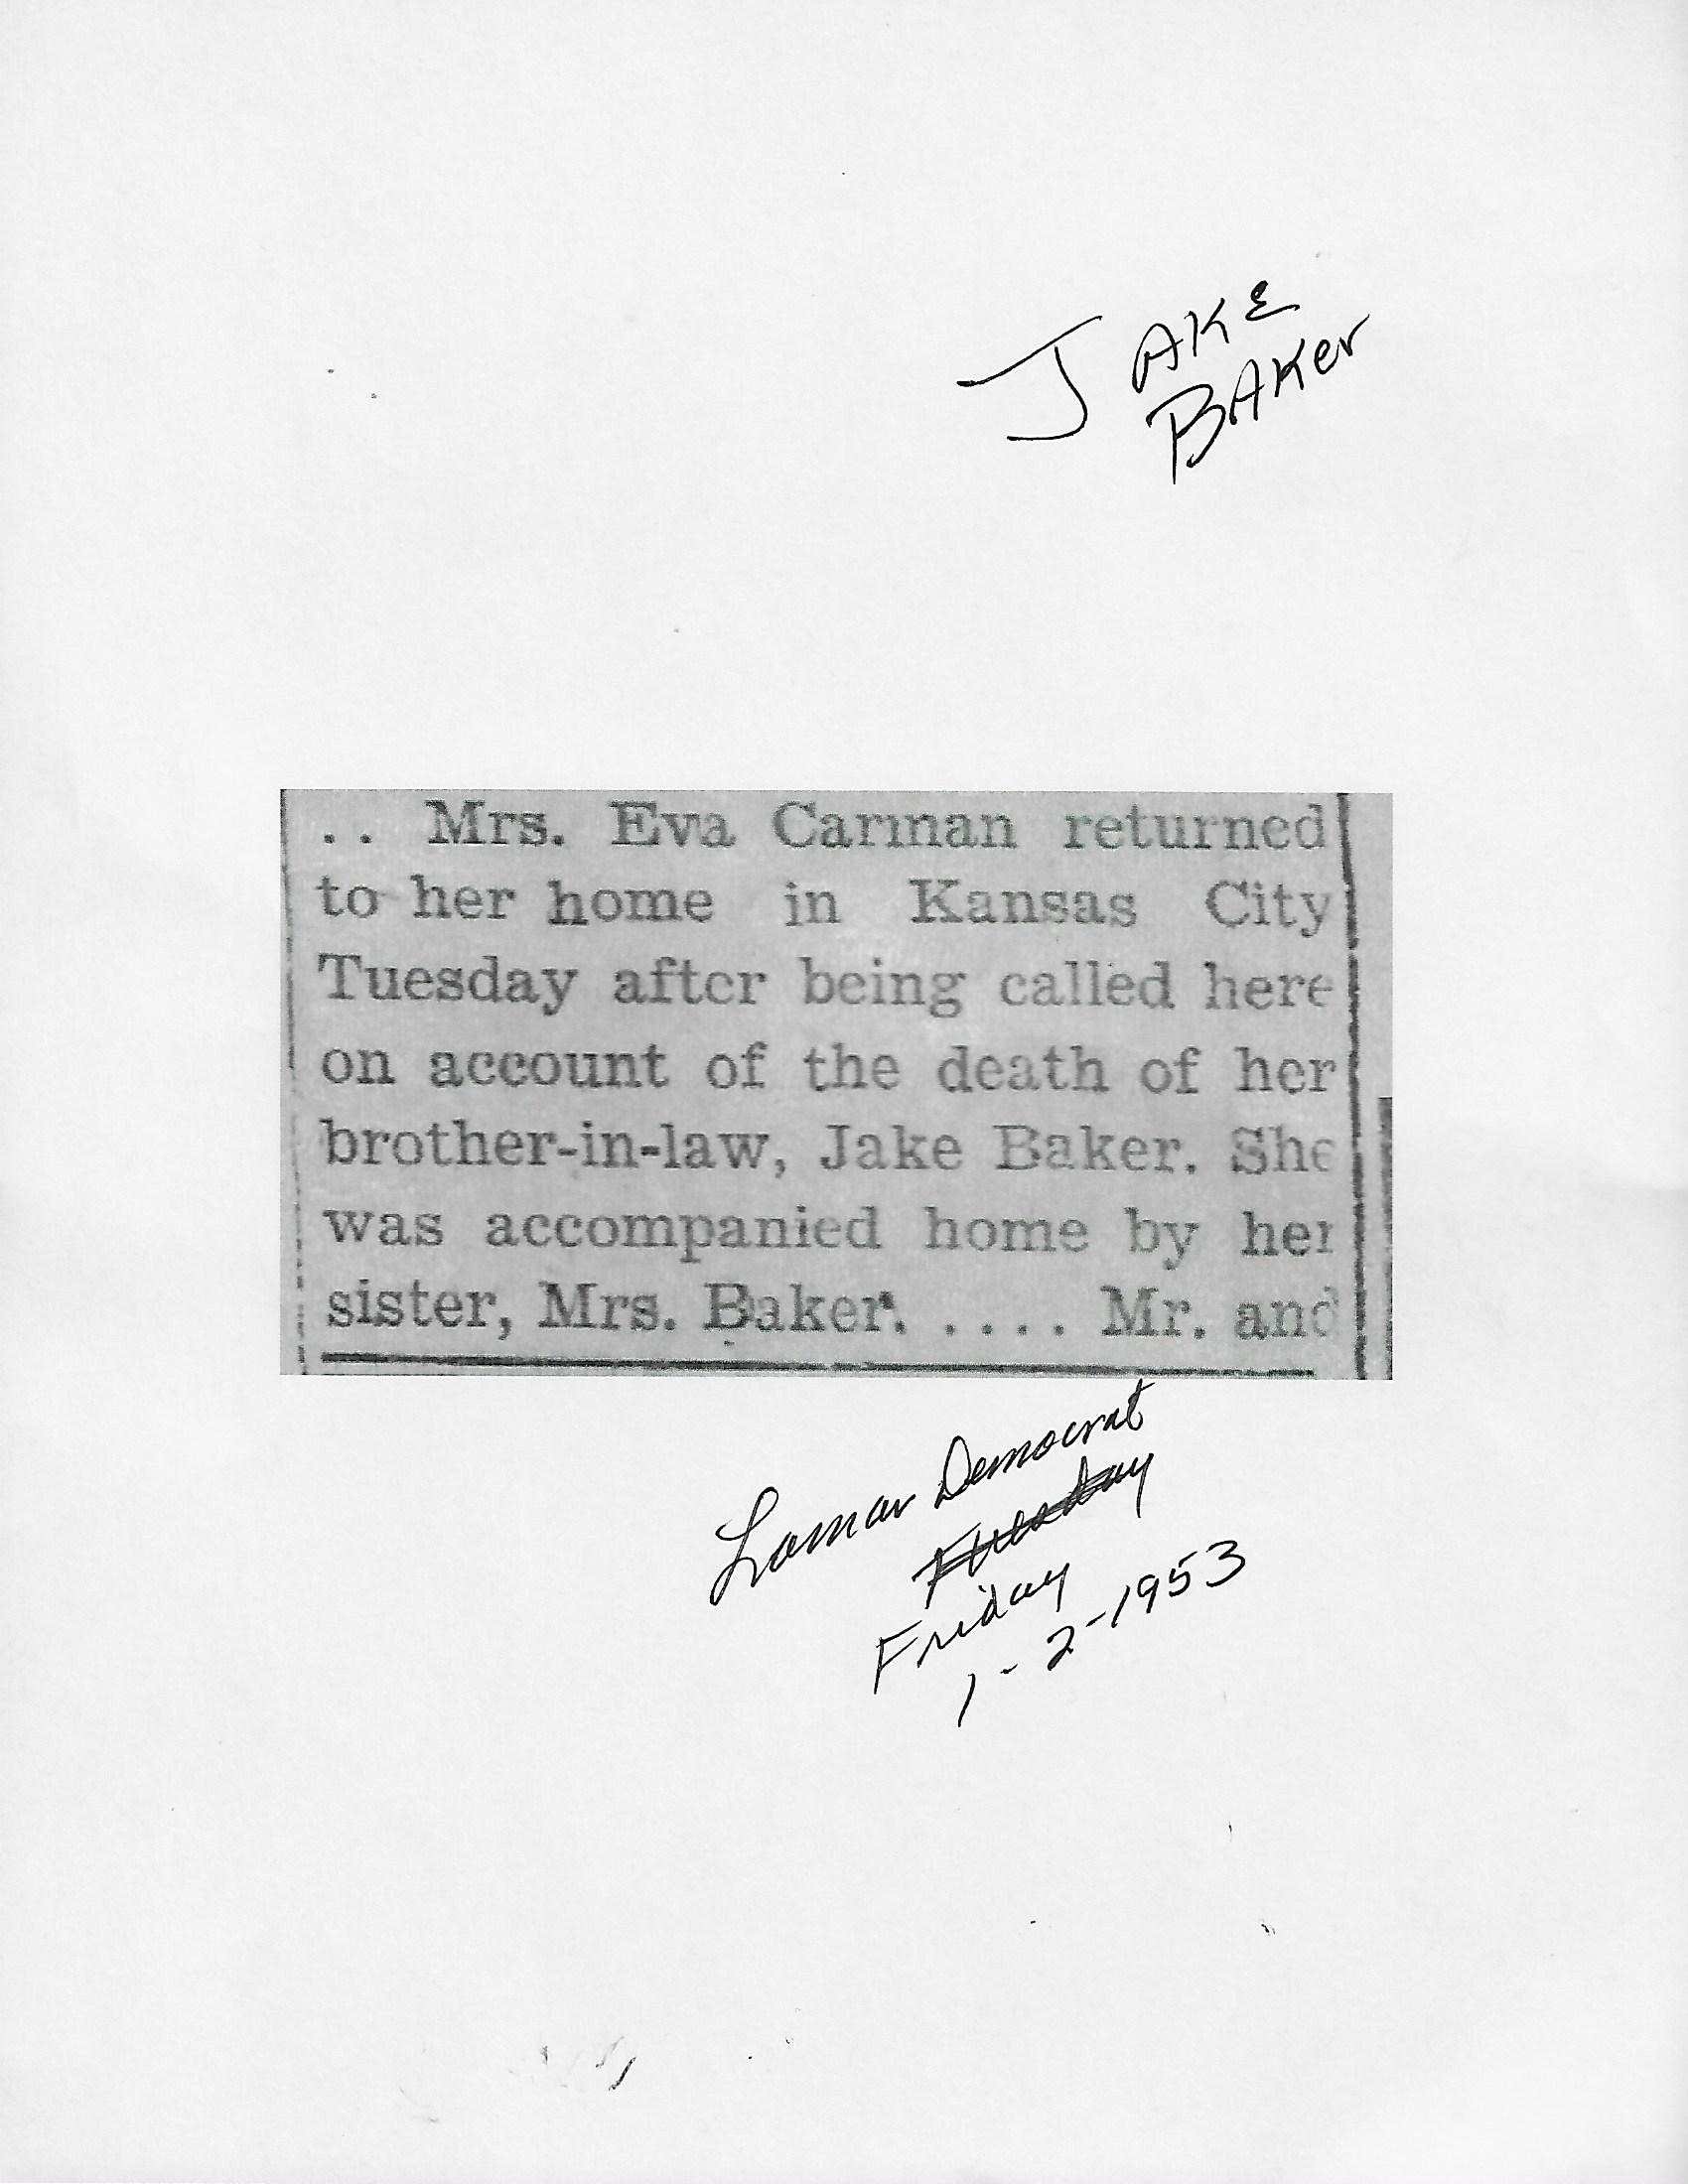 JAKE
BAKer
.. Mrs. Eva Carman returned
to her home in Kansas City
Tuesday after being called here
on account of the death of her
brother-in-law, Jake Baker. She
was accompanied home by her
sister, Mrs. Baker. .... Mr. and
Lamar Democrat
Friday
1-2-1953